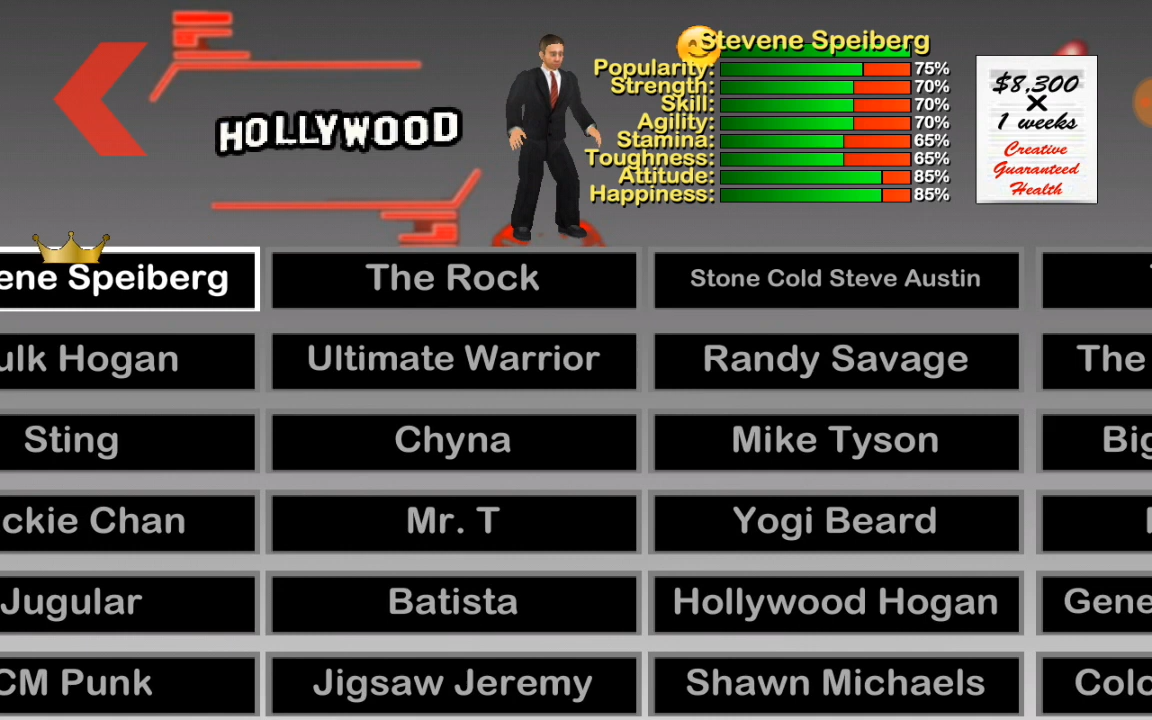 HOLLYWOOD
Stevene Speiberg
Popularity: 75%
Strength: 70%
Skill: 70%
Agility: 70%
Stamina: 65%
Toughness: 65%
Attitude: 85%
Happiness: 85%
$8,300
X
1 weeks
Creative
Guaranteed
Health
ene Speiberg The Rock Stone Cold Steve Austin
ulk Hogan Ultimate Warrior Randy Savage The
Sting Chyna Mike Tyson Big
ckie Chan Mr. T Yogi Beard
Jugular Batista Hollywood Hogan Gene
CM Punk Jigsaw Jeremy Shawn Michaels Colo